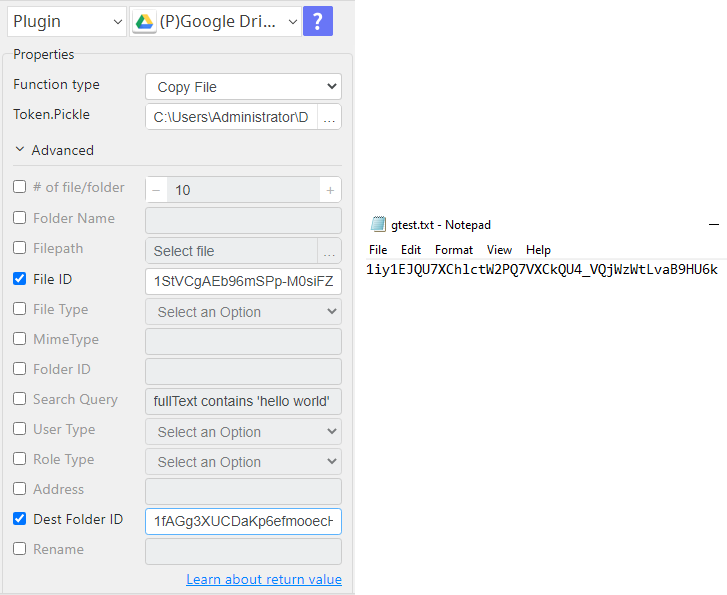 Plugin (P)Google Dri... ?
Properties
Function type Copy File
Token.Pickle C:\Users\Administrator\D ...
Advanced
# of file/folder − 10 +
Folder Name
Filepath Select file ...
File ID 1StVCgAEb96mSPp-M0siFZ
File Type Select an Option
MimeType
Folder ID
Search Query fullText contains 'hello world'
User Type Select an Option
Role Type Select an Option
Address
Dest Folder ID 1fAGg3XUCDaKp6efmooecH
Rename
Learn about return value
gtest.txt - Notepad
File Edit Format View Help
1iy1EJQU7XChlctW2PQ7VXCkQU4_VQjWzWtLvaB9HU6k